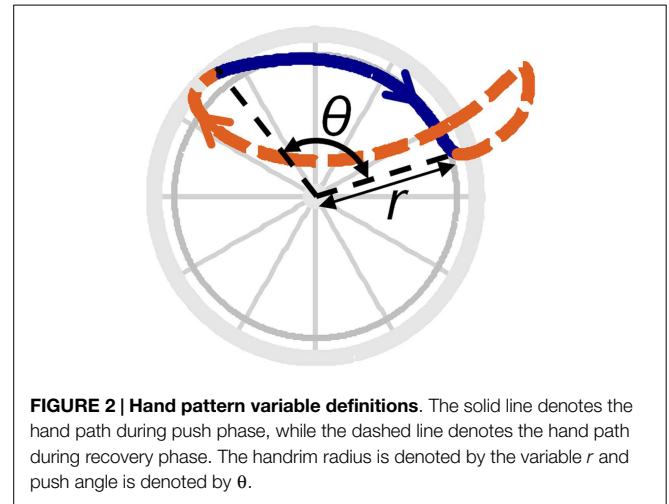 θ
r
FIGURE 2 | Hand pattern variable definitions. The solid line denotes the
hand path during push phase, while the dashed line denotes the hand path
during recovery phase. The handrim radius is denoted by the variable r and
push angle is denoted by θ.